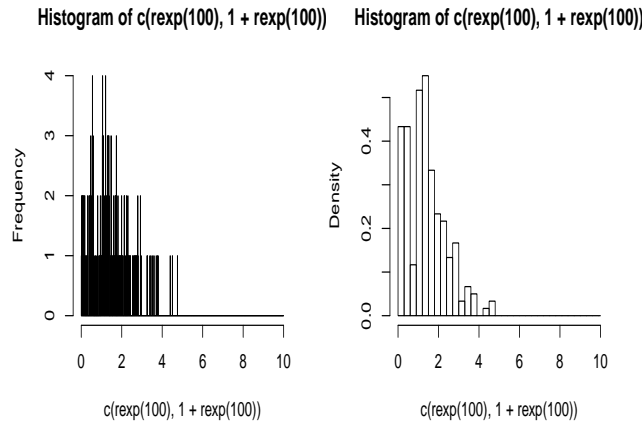 Histogram of c(rexp(100), 1 + rexp(100))
Frequency
0
1
2
3
4
0 2 4 6 8 10
c(rexp(100), 1 + rexp(100))
Histogram of c(rexp(100), 1 + rexp(100))
Density
0.0
0.2
0.4
0 2 4 6 8 10
c(rexp(100), 1 + rexp(100))